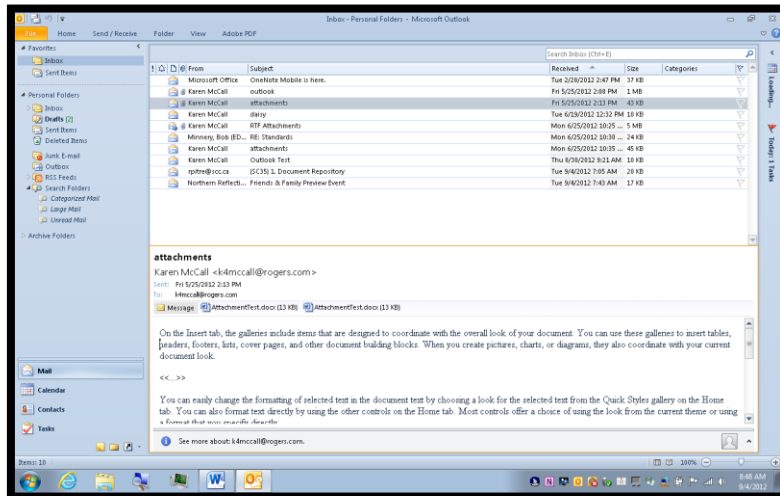 Inbox - Personal Folders - Microsoft Outlook
File Home Send / Receive Folder View Adobe PDF
Favorites
Inbox
Sent Items
Personal Folders
Inbox
Drafts [2]
Sent Items
Deleted Items
Junk E-mail
Outbox
RSS Feeds
Search Folders
Categorized Mail
Large Mail
Unread Mail
Archive Folders
Mail
Calendar
Contacts
Tasks
Search Inbox (Ctrl+E)
From Subject Received Size Categories
Microsoft Office OneNote Mobile is here. Tue 2/28/2012 2:47 PM 37 KB
Karen McCall outlook Fri 5/25/2012 2:08 PM 1 MB
Karen McCall attachments Fri 5/25/2012 2:13 PM 43 KB
Karen McCall daisy Tue 6/19/2012 12:32 PM 10 KB
Karen McCall RTF Attachments Mon 6/25/2012 10:25 ... 5 MB
Minnery, Bob (ED... RE: Standards Mon 6/25/2012 10:30 ... 24 KB
Karen McCall attachments Mon 6/25/2012 10:35 ... 45 KB
Karen McCall Outlook Test Thu 8/30/2012 9:21 AM 10 KB
rpitre@scc.ca [SC35] 1. Document Repository Tue 9/4/2012 7:05 AM 20 KB
Northern Reflecti... Friends & Family Preview Event Tue 9/4/2012 7:43 AM 17 KB
attachments
Karen McCall <k4mccall@rogers.com>
Sent: Fri 5/25/2012 2:13 PM
To: k4mccall@rogers.com
Message AttachmentTest.docx (13 KB) AttachmentTest.docx (13 KB)
On the Insert tab, the galleries include items that are designed to coordinate with the overall look of your document. You can use these galleries to insert tables,
headers, footers, lists, cover pages, and other document building blocks. When you create pictures, charts, or diagrams, they also coordinate with your current
document look.
<<...>>
You can easily change the formatting of selected text in the document text by choosing a look for the selected text from the Quick Styles gallery on the Home
tab. You can also format text directly by using the other controls on the Home tab. Most controls offer a choice of using the look from the current theme or using
a format that you specify directly.
See more about: k4mccall@rogers.com.
Loading...
Today: 1 Tasks
Items: 10
100%
8:48 AM
9/4/2012